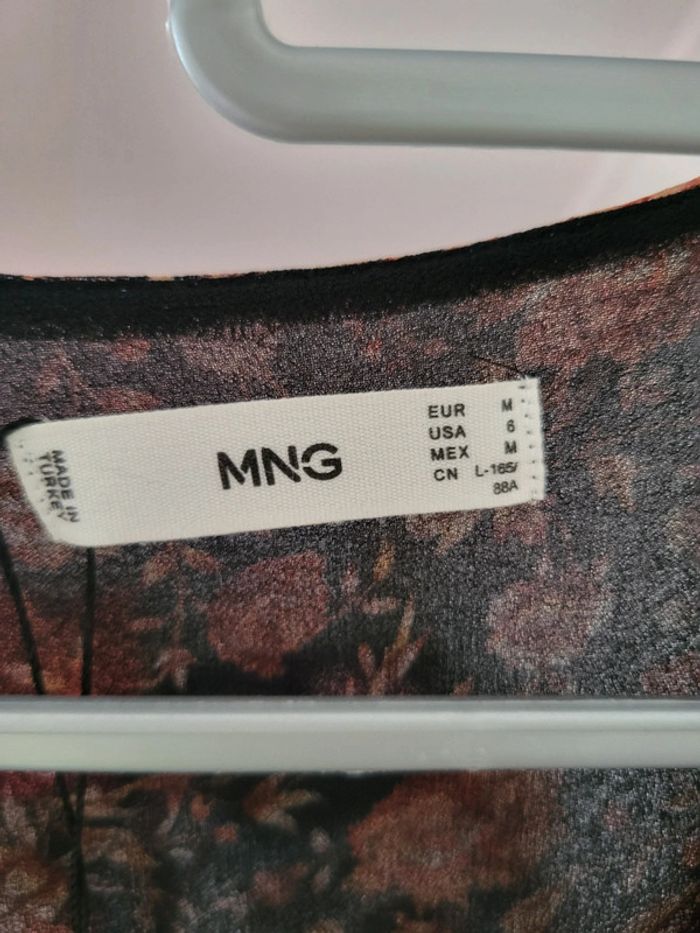 MADE IN
TURKEY
MNG
EUR M
USA 6
MEX M
CN L-165/
88A